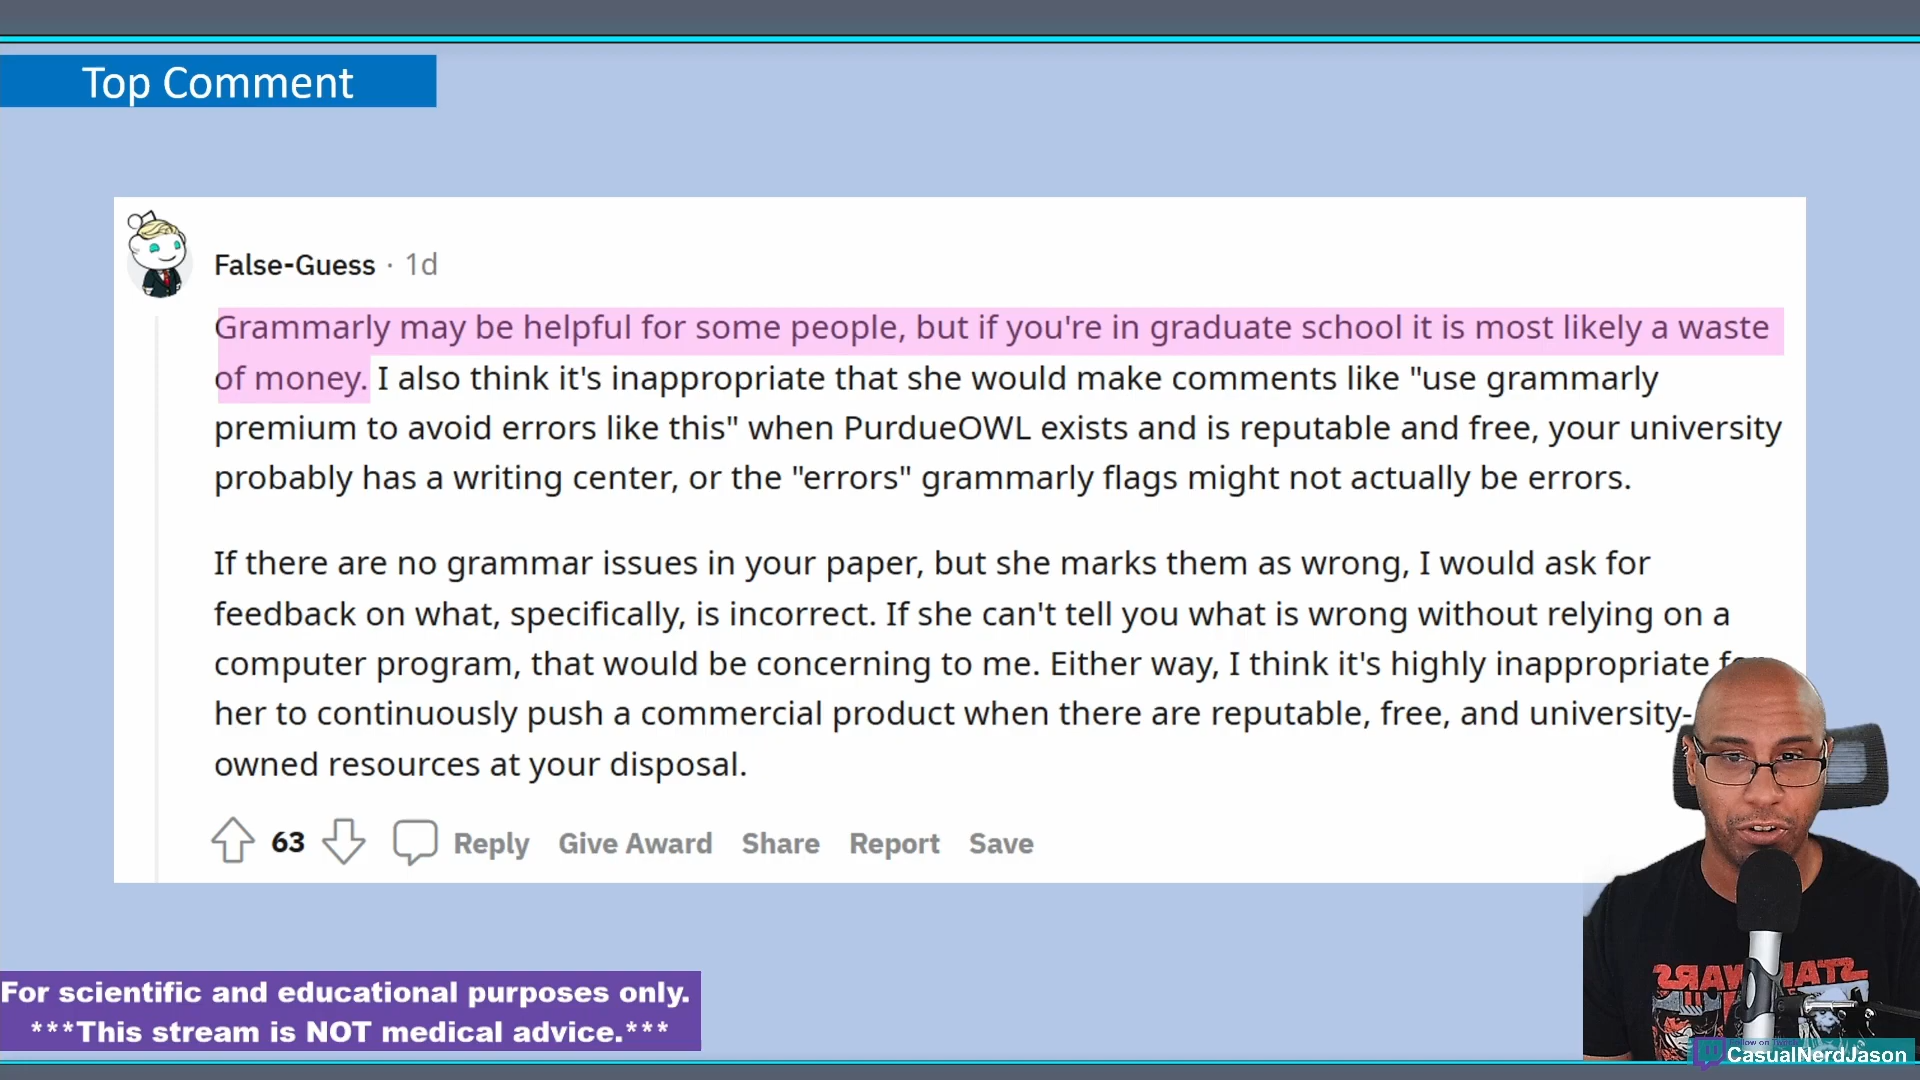 Top Comment
False-Guess · 1d
Grammarly may be helpful for some people, but if you're in graduate school it is most likely a waste
of money. I also think it's inappropriate that she would make comments like "use grammarly
premium to avoid errors like this" when PurdueOWL exists and is reputable and free, your university
probably has a writing center, or the "errors" grammarly flags might not actually be errors.
If there are no grammar issues in your paper, but she marks them as wrong, I would ask for
feedback on what, specifically, is incorrect. If she can't tell you what is wrong without relying on a
computer program, that would be concerning to me. Either way, I think it's highly inappropriate
her to continuously push a commercial product when there are reputable, free, and university-
owned resources at your disposal.
63 Reply Give Award Share Report Save
For scientific and educational purposes only.
***This stream is NOT medical advice.***
STAR WARS
Follow on Twitch
CasualNerdJason